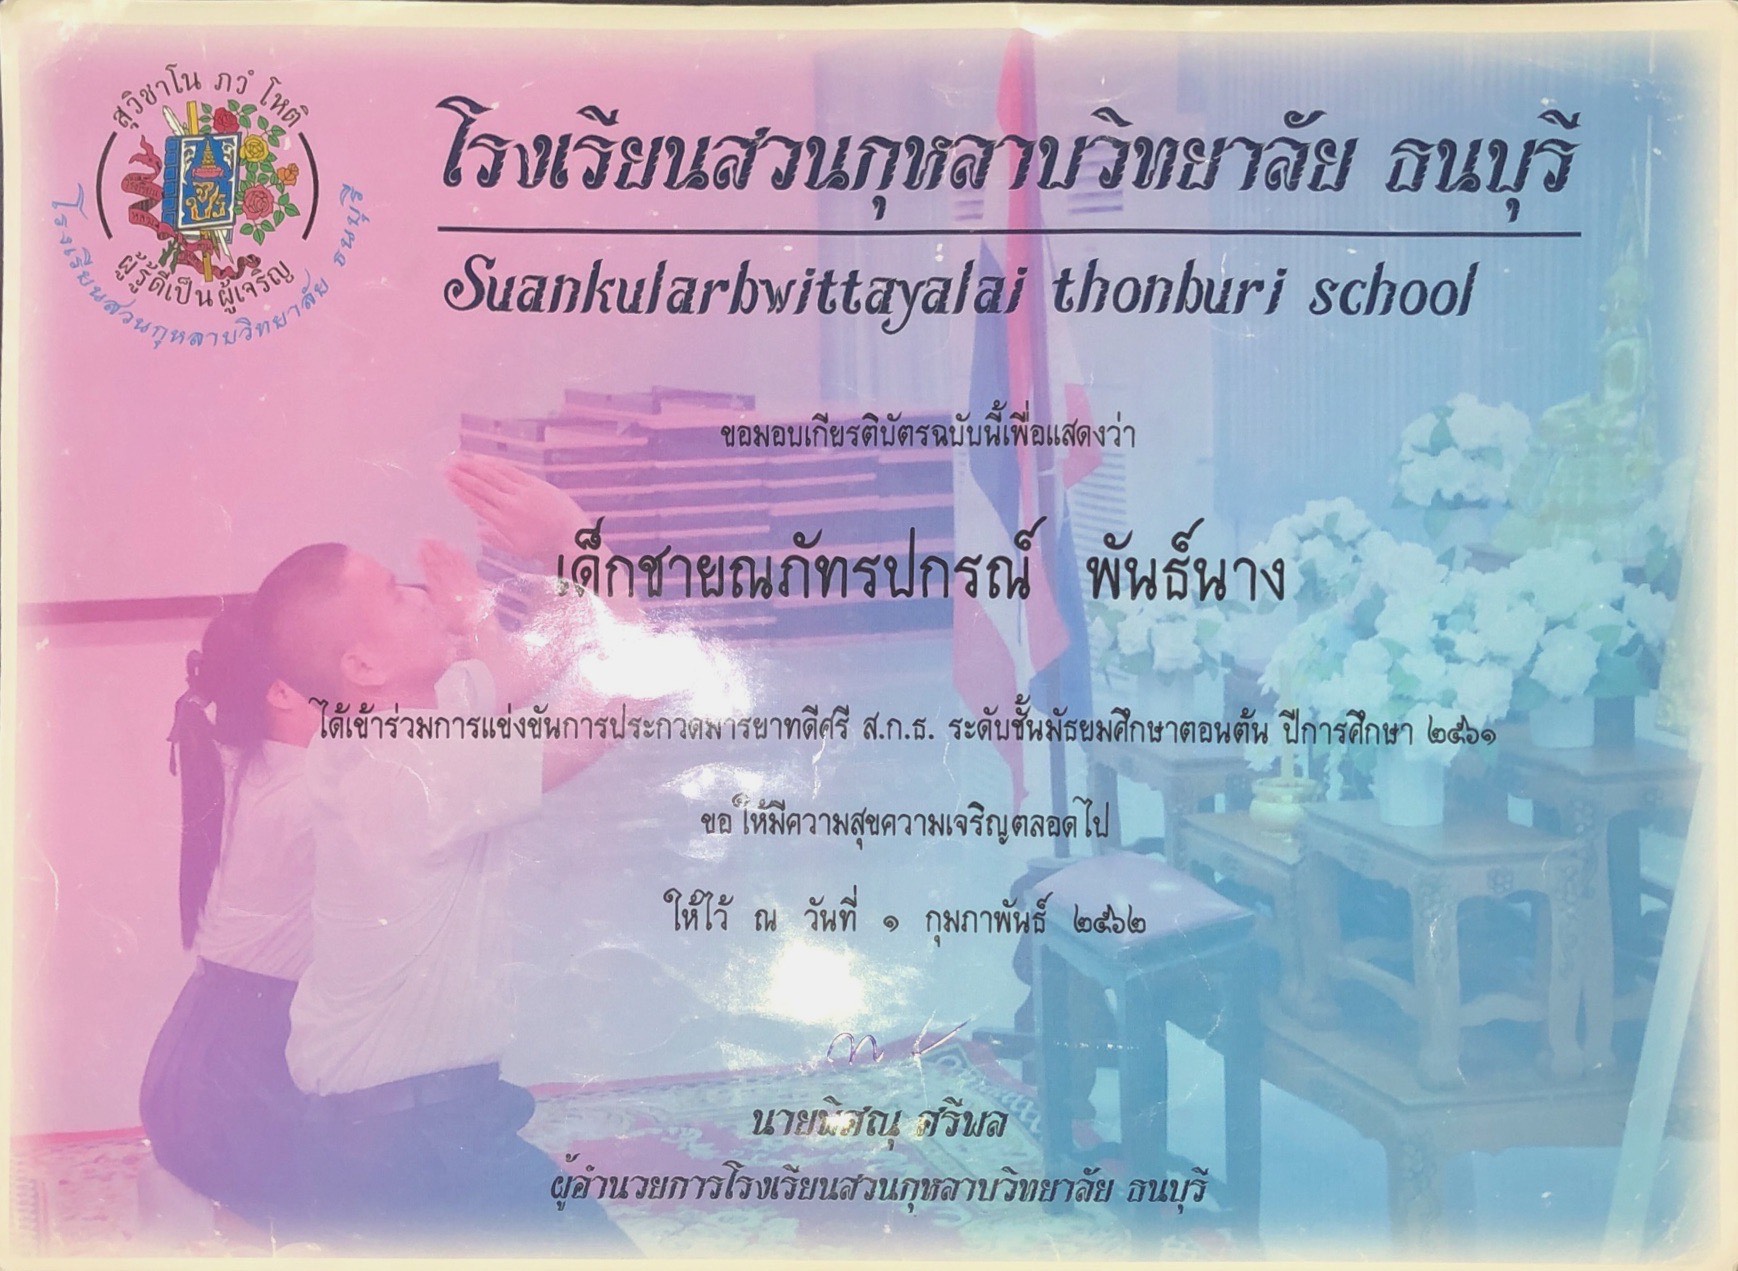 สุวิชาโน ภวํ โหติ
ผู้รู้ดีเป็นผู้เจริญ
โรงเรียนสวนกุหลาบวิทยาลัย ธนบุรี
โรงเรียนสวนกุหลาบวิทยาลัย ธนบุรี
Suankularbwittayalai thonburi school
ขอมอบเกียรติบัตรฉบับนี้เพื่อแสดงว่า
เด็กชายณภัทรปกรณ์ พันธ์นาง
ได้เข้าร่วมการแข่งขันการประกวดมารยาทดีศรี ส.ก.ธ. ระดับชั้นมัธยมศึกษาตอนต้น ปีการศึกษา ๒๕๖๑
ขอให้มีความสุขความเจริญตลอดไป
ให้ไว้ ณ วันที่ ๑ กุมภาพันธ์ ๒๕๖๒
นายพิศณุ ศรีพล
ผู้อำนวยการโรงเรียนสวนกุหลาบวิทยาลัย ธนบุรี